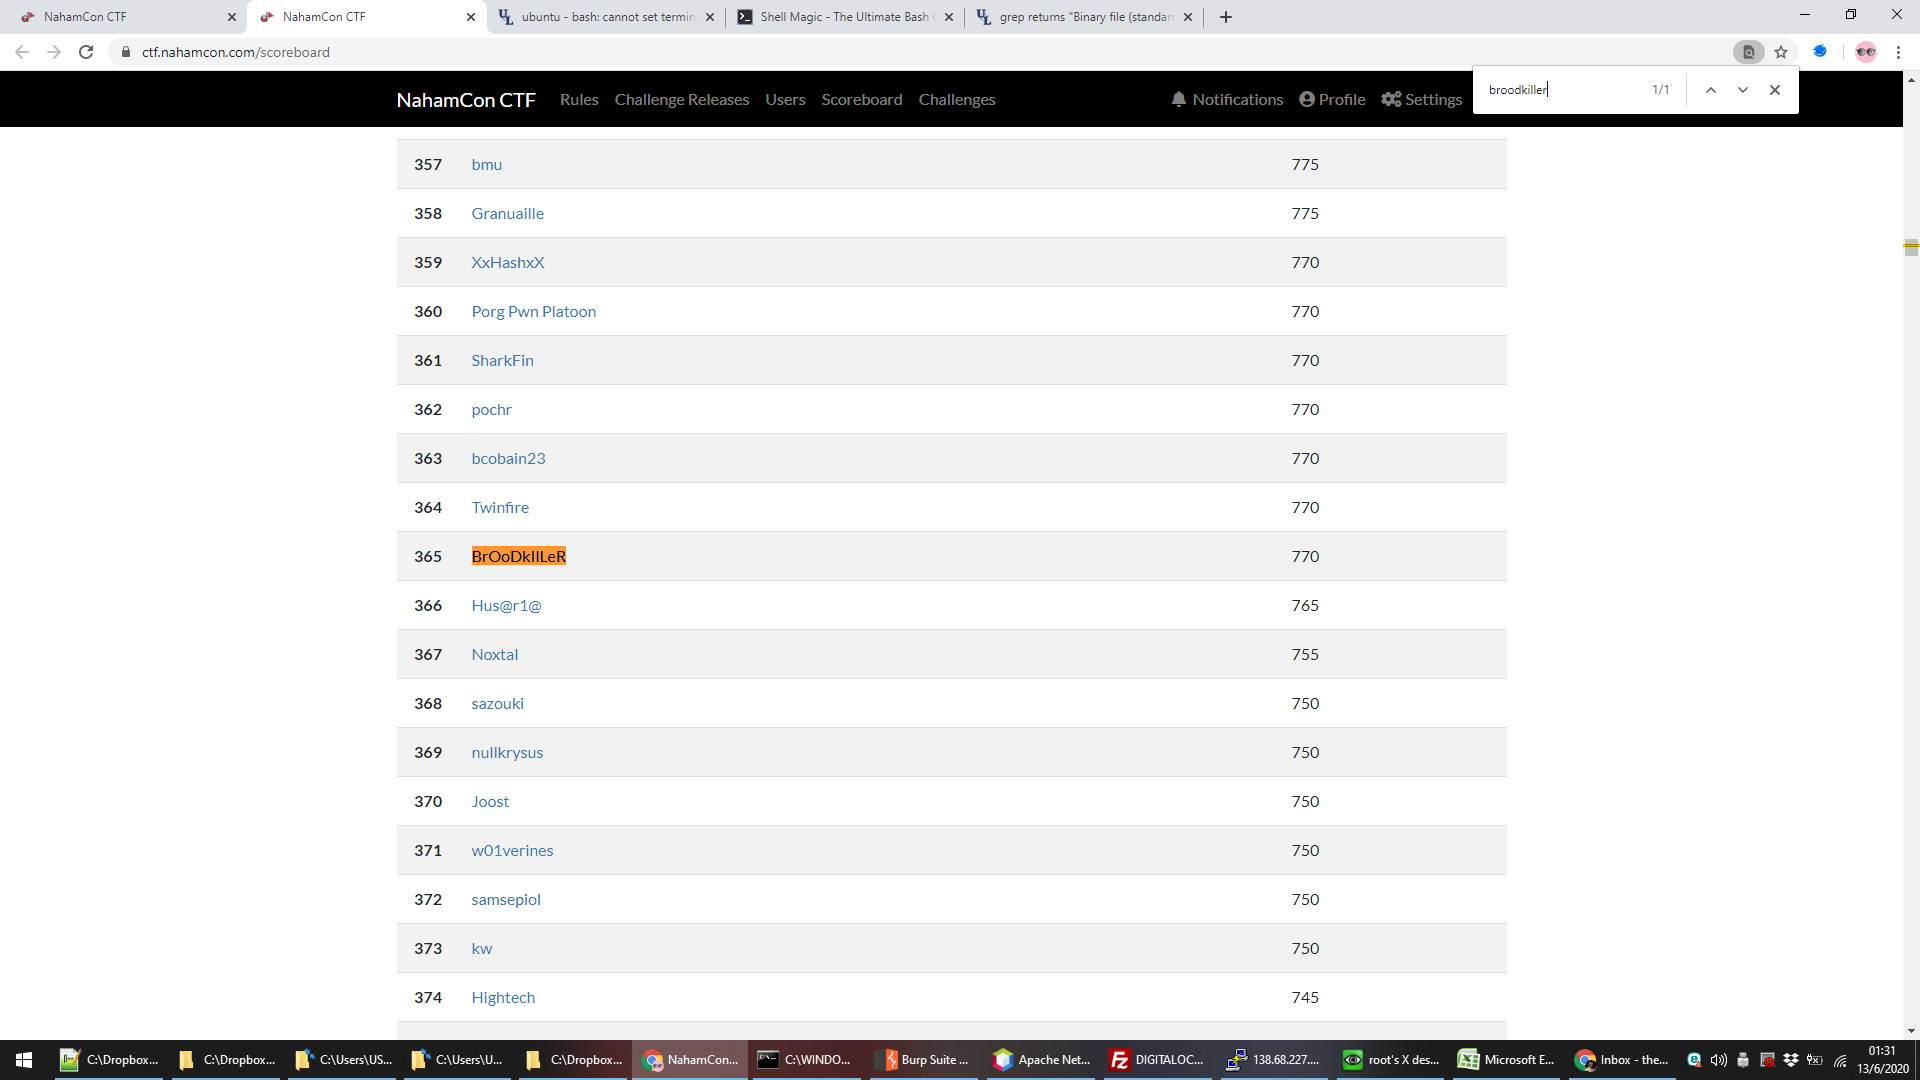 NahamCon CTF
NahamCon CTF
ubuntu - bash: cannot set termin
Shell Magic - The Ultimate Bash
grep returns "Binary file (standar
ctf.nahamcon.com/scoreboard
broodkiller 1/1
NahamCon CTF Rules Challenge Releases Users Scoreboard Challenges Notifications Profile Settings
357 bmu 775
358 Granuaille 775
359 XxHashxX 770
360 Porg Pwn Platoon 770
361 SharkFin 770
362 pochr 770
363 bcobain23 770
364 Twinfire 770
365 BrOoDkIlLeR 770
366 Hus@r1@ 765
367 Noxtal 755
368 sazouki 750
369 nullkrysus 750
370 Joost 750
371 w01verines 750
372 samsepiol 750
373 kw 750
374 Hightech 745
C:\Dropbox... C:\Dropbox... C:\Users\US... C:\Users\U... C:\Dropbox... NahamCon... C:\WINDO... Burp Suite ... Apache Net... DIGITALOC... 138.68.227.... root's X des... Microsoft E... Inbox - the...
01:31
13/6/2020